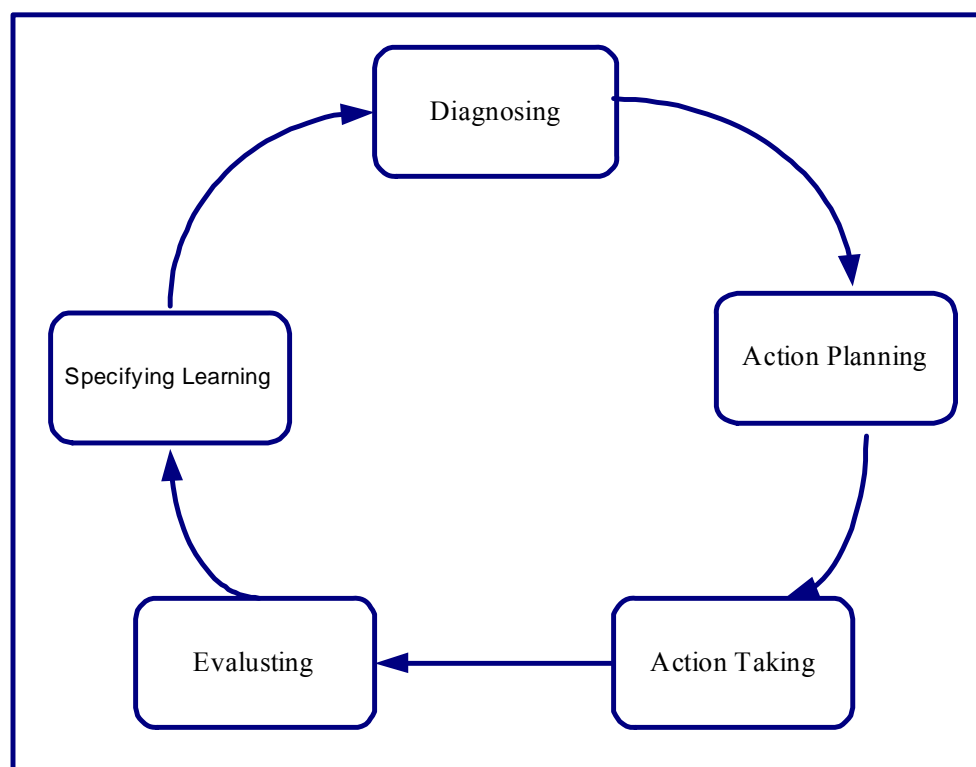 Diagnosing
Action Planning
Specifying Learning
Evalusting
Action Taking